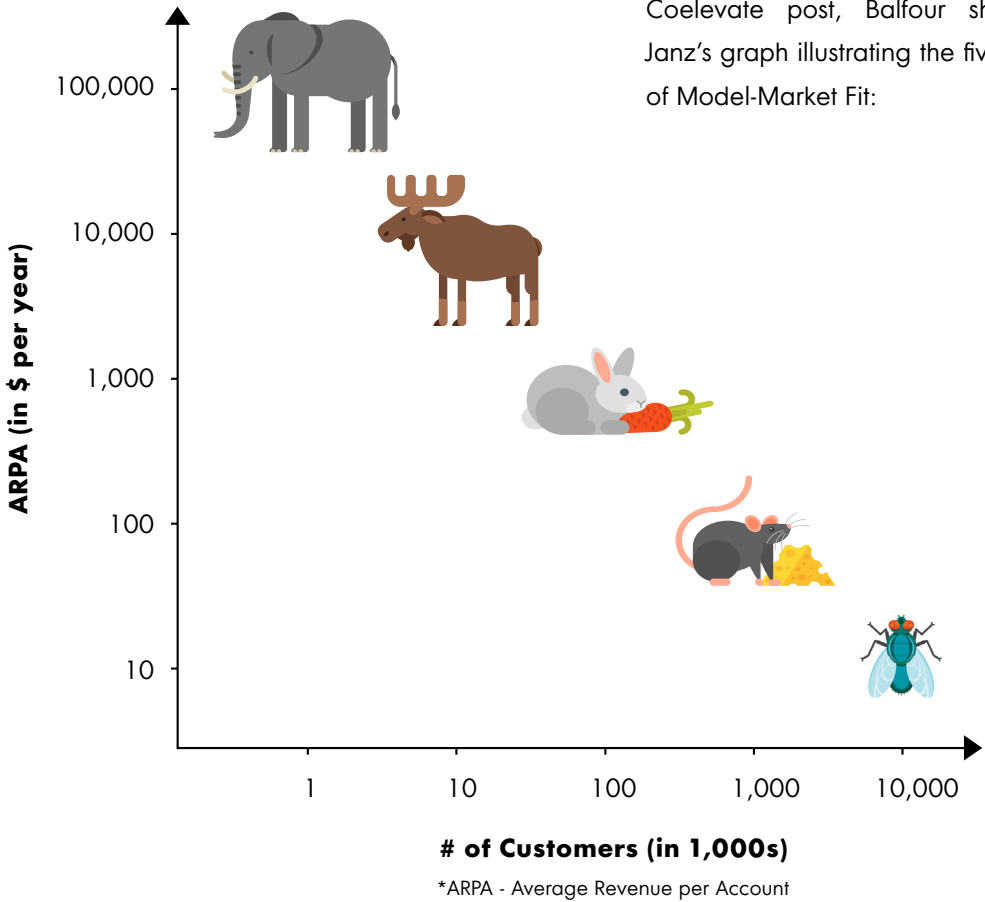 Coelevate post, Balfour
Janz's graph illustrating the
of Model-Market Fit:
100,000
10,000
1,000
100
10
ARPA (in $ per year)
1 10 100 1,000 10,000
# of Customers (in 1,000s)
*ARPA - Average Revenue per Account